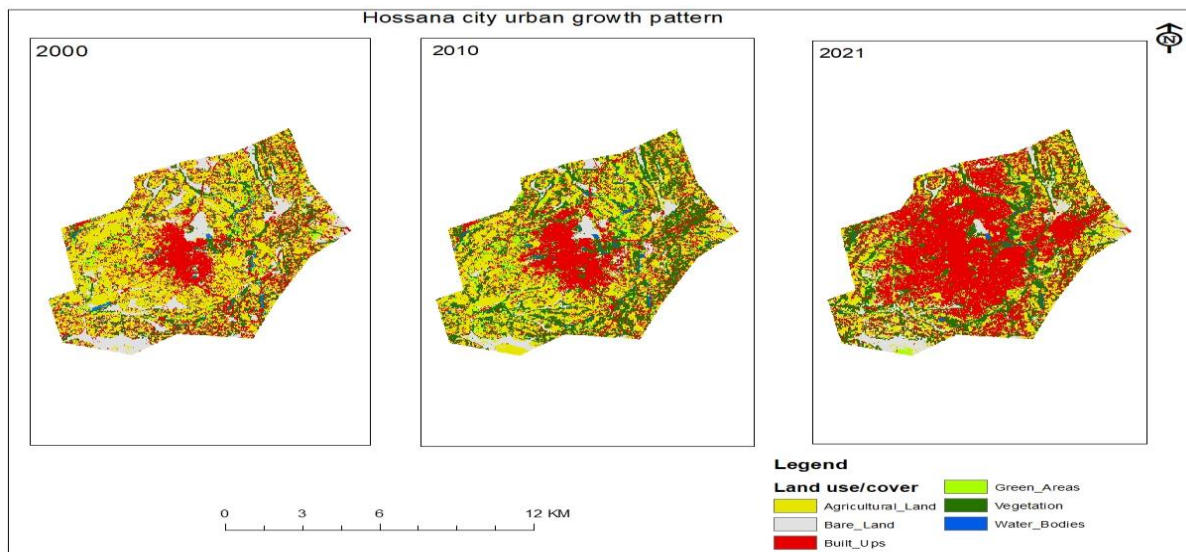 Hossana city urban growth pattern
N
2000
2010
2021
Legend
Land use/cover
Agricultural_Land
Bare_Land
Built_Ups
Green_Areas
Vegetation
Water_Bodies
0 3 6 12 KM